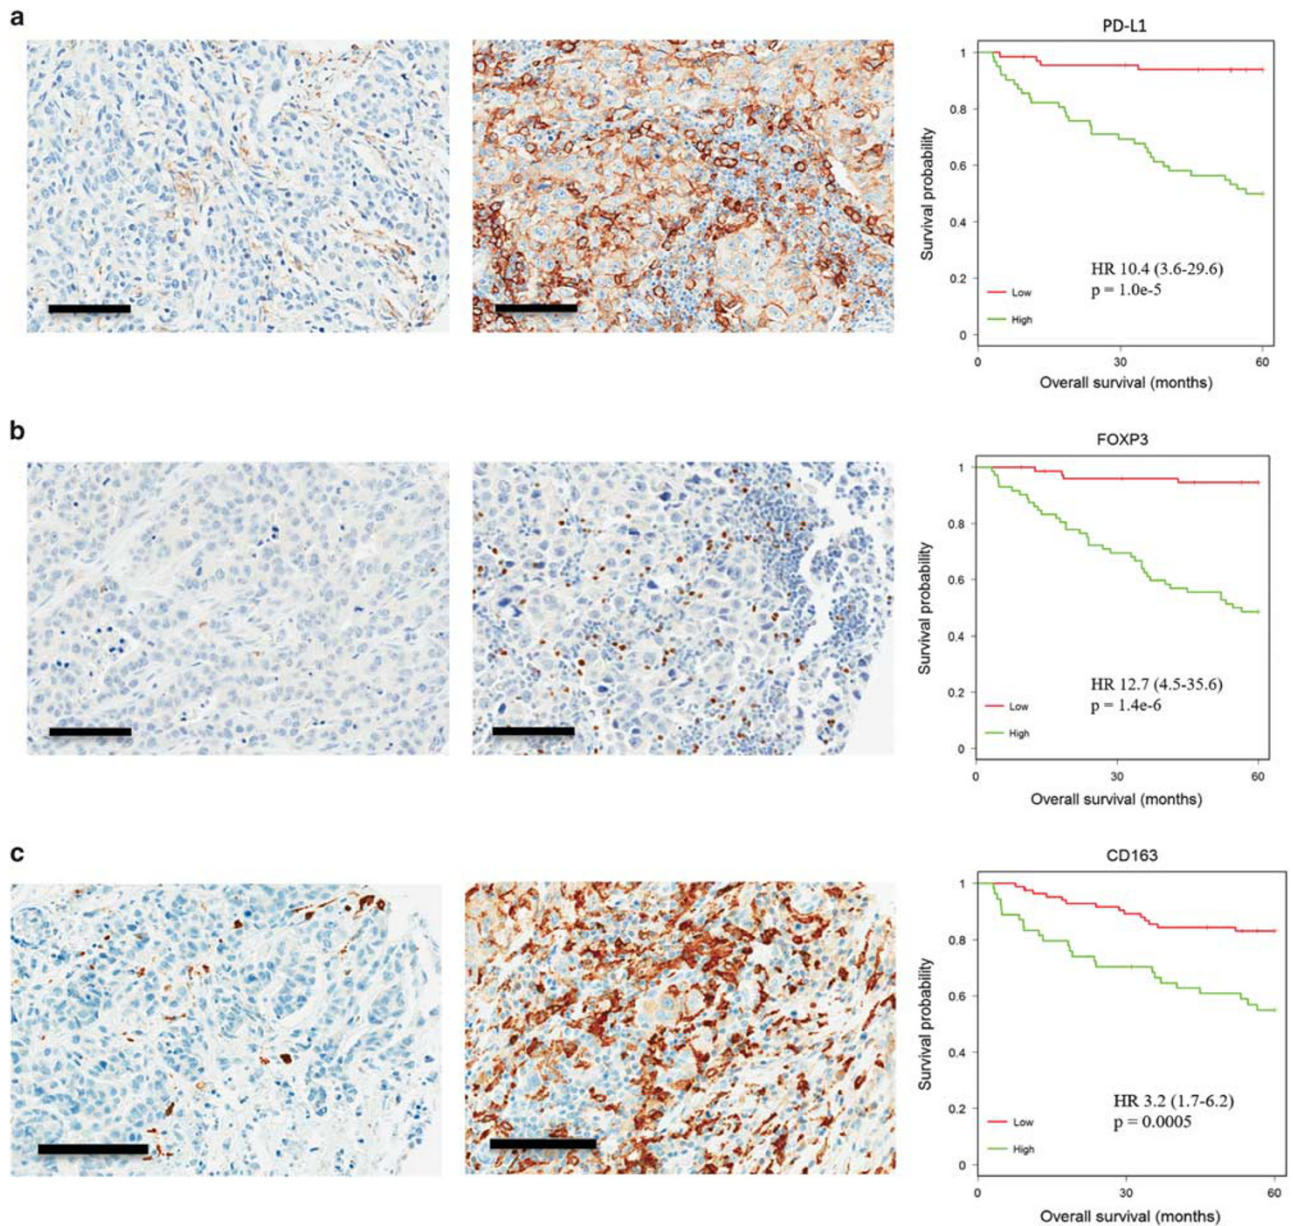 a
PD-L1
1
0.8
0.6
0.4
0.2
0
Survival probability
HR 10.4 (3.6-29.6)
p = 1.0e-5
Low
High
0 30 60
Overall survival (months)
b
FOXP3
1
0.8
0.6
0.4
0.2
0
Survival probability
HR 12.7 (4.5-35.6)
p = 1.4e-6
Low
High
0 30 60
Overall survival (months)
c
CD163
1
0.8
0.6
0.4
0.2
0
Survival probability
HR 3.2 (1.7-6.2)
p = 0.0005
Low
High
0 30 60
Overall survival (months)